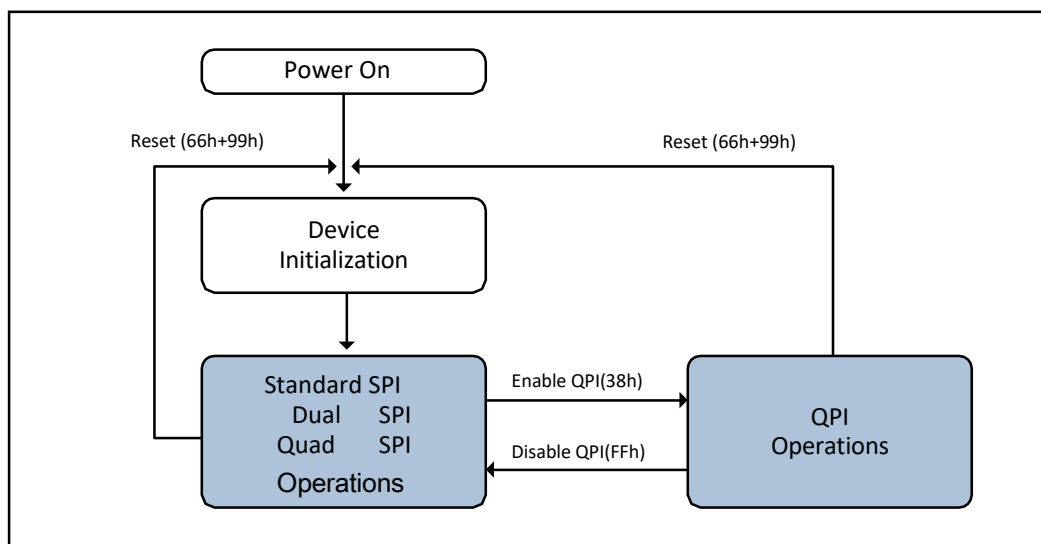 Power On
Reset (66h+99h)
Reset (66h+99h)
Device
Initialization
Standard SPI
Dual SPI
Quad SPI
Operations
Enable QPI(38h)
Disable QPI(FFh)
QPI
Operations